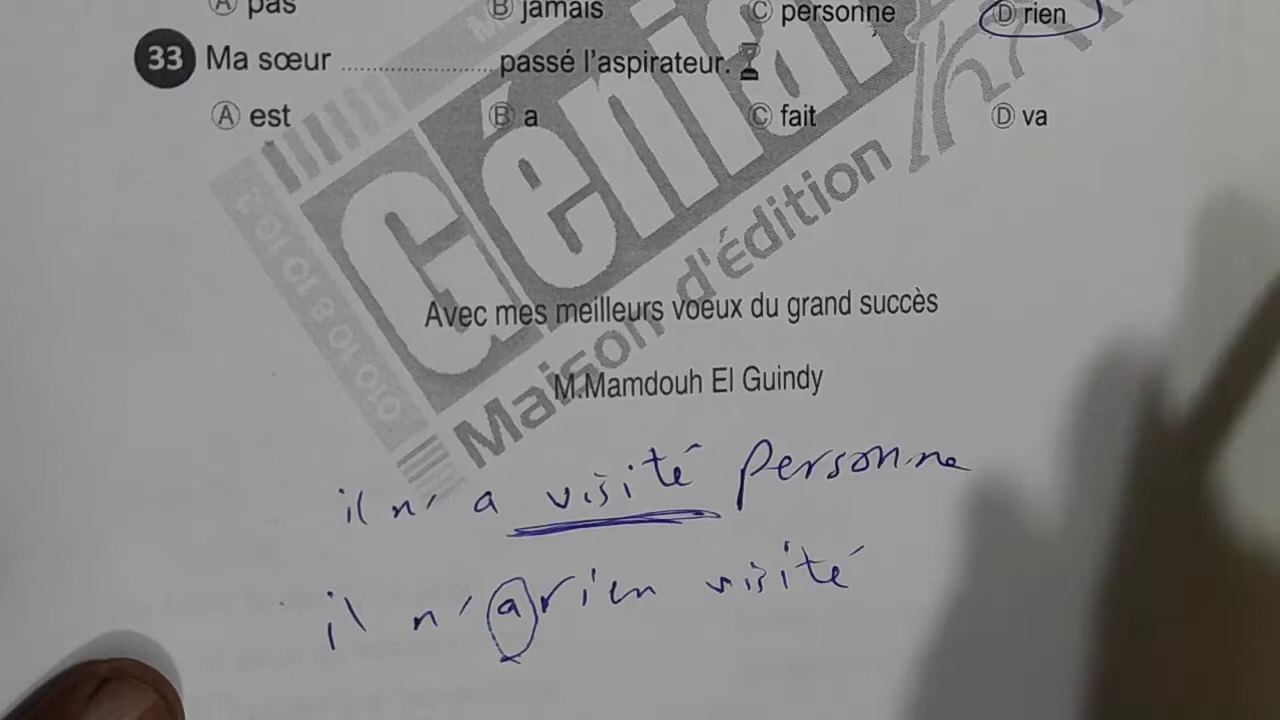 A pas B jamais C personne D rien
33 Ma sœur ........................ passé l'aspirateur.
A est B a C fait D va
Génial
Maison d'édition
Avec mes meilleurs voeux du grand succès
M.Mamdouh El Guindy
il n' a visité personne
il n' a rien visité